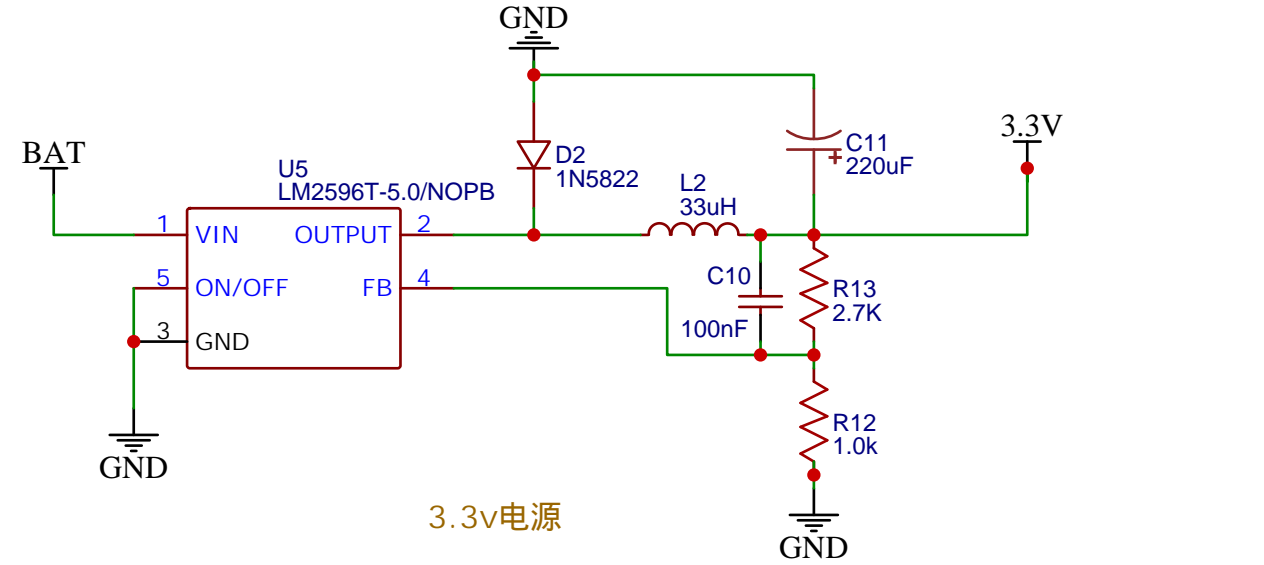 GND
BAT
3.3V
U5
LM2596T-5.0/NOPB
D2
1N5822
C11
220uF
+
L2
33uH
1 VIN OUTPUT 2
5 ON/OFF FB 4
3 GND
C10
100nF
R13
2.7K
R12
1.0k
GND
3.3v电源
GND